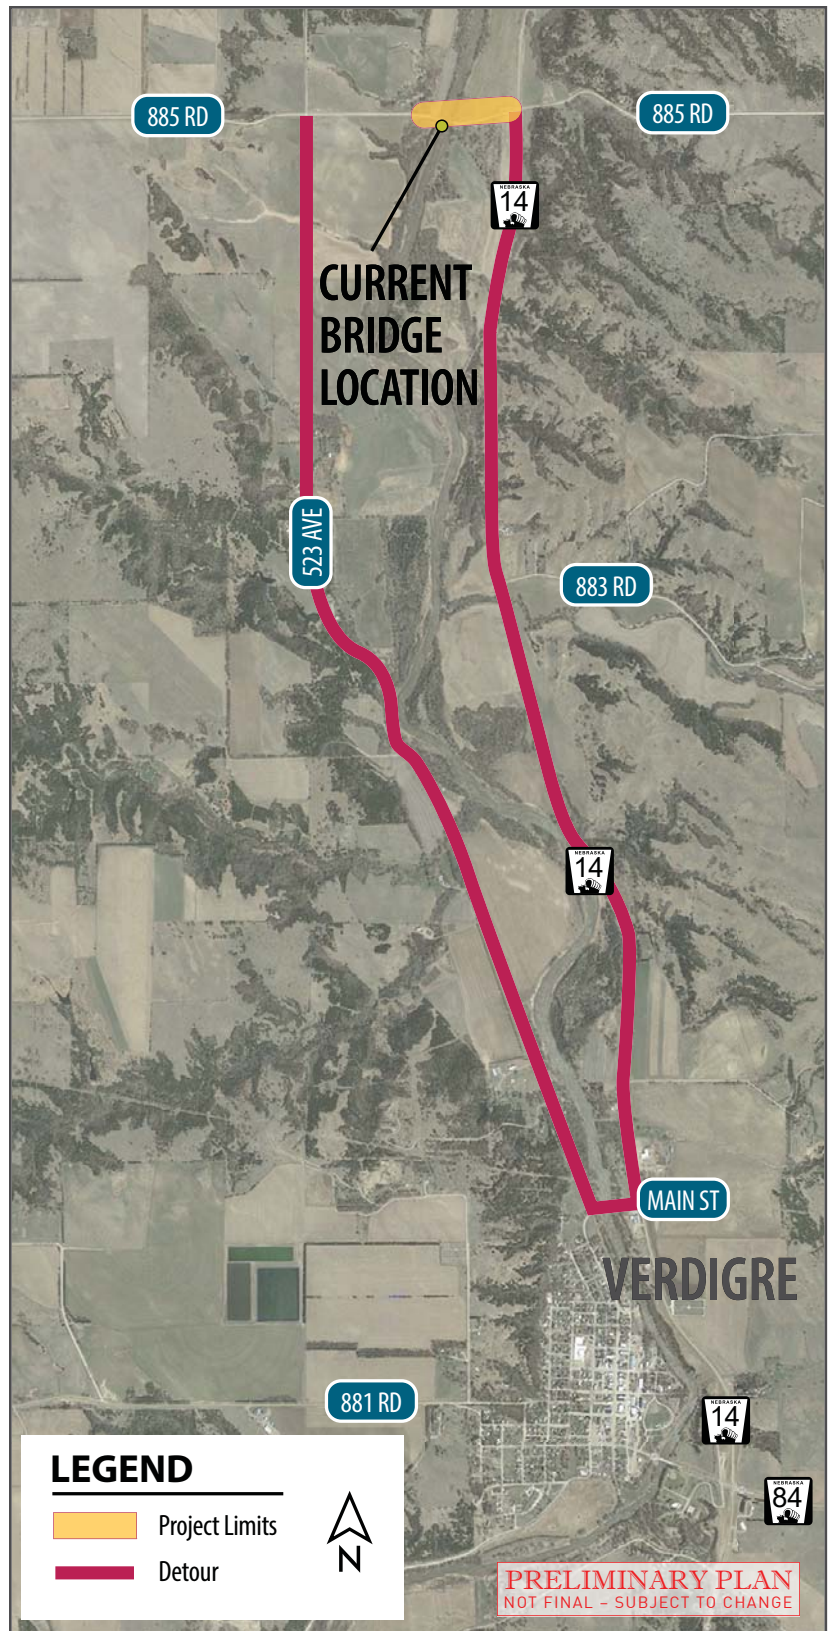 885 RD
885 RD
NEBRASKA
14
CURRENT
BRIDGE
LOCATION
523 AVE
883 RD
NEBRASKA
14
MAIN ST
VERDIGRE
881 RD
NEBRASKA
14
NEBRASKA
84
LEGEND
Project Limits
Detour
N
PRELIMINARY PLAN
NOT FINAL – SUBJECT TO CHANGE